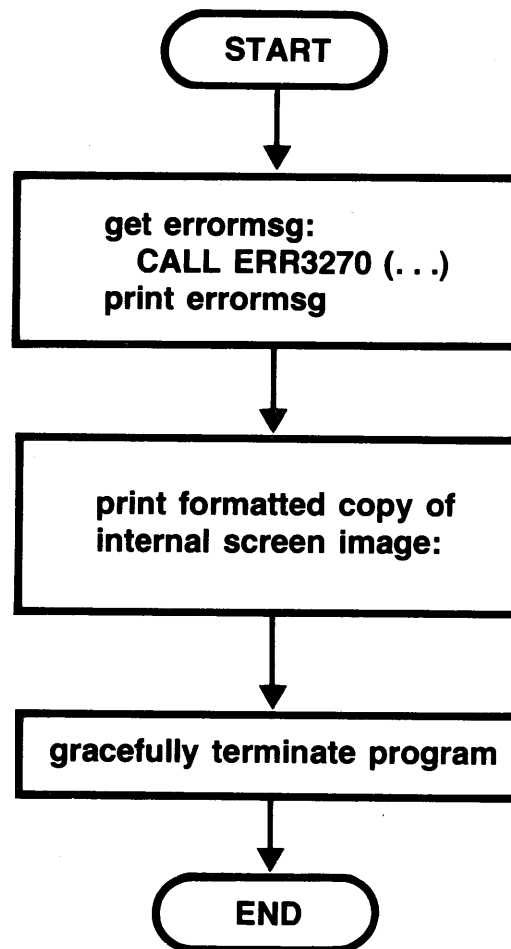 START
get errormsg:
CALL ERR3270 (. . .)
print errormsg
print formatted copy of
internal screen image:
gracefully terminate program
END